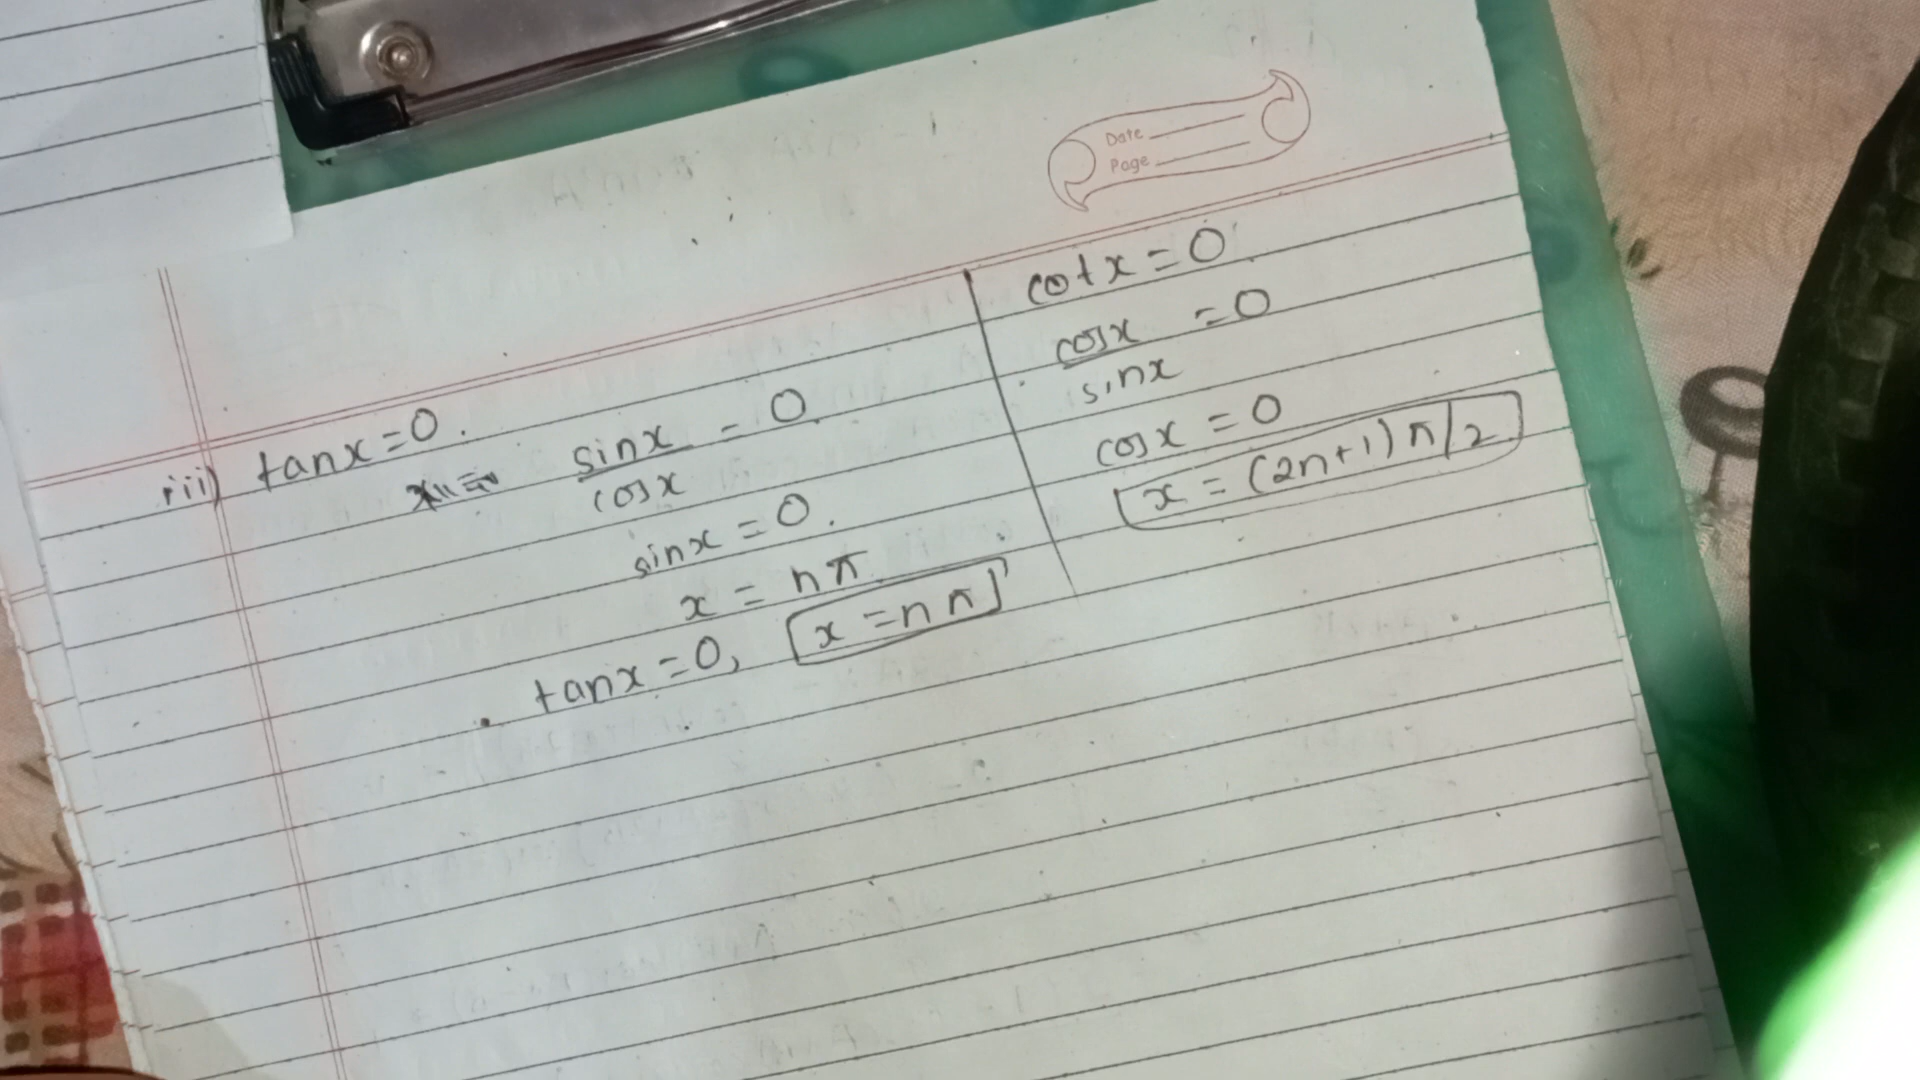 Date
Page
iii) tanx=0.
sinx = 0
cosx
sinx = 0.
x = nπ
tanx=0, x = nπ
cotx = 0
cosx = 0
sinx
cosx = 0
x = (2n+1)π/2